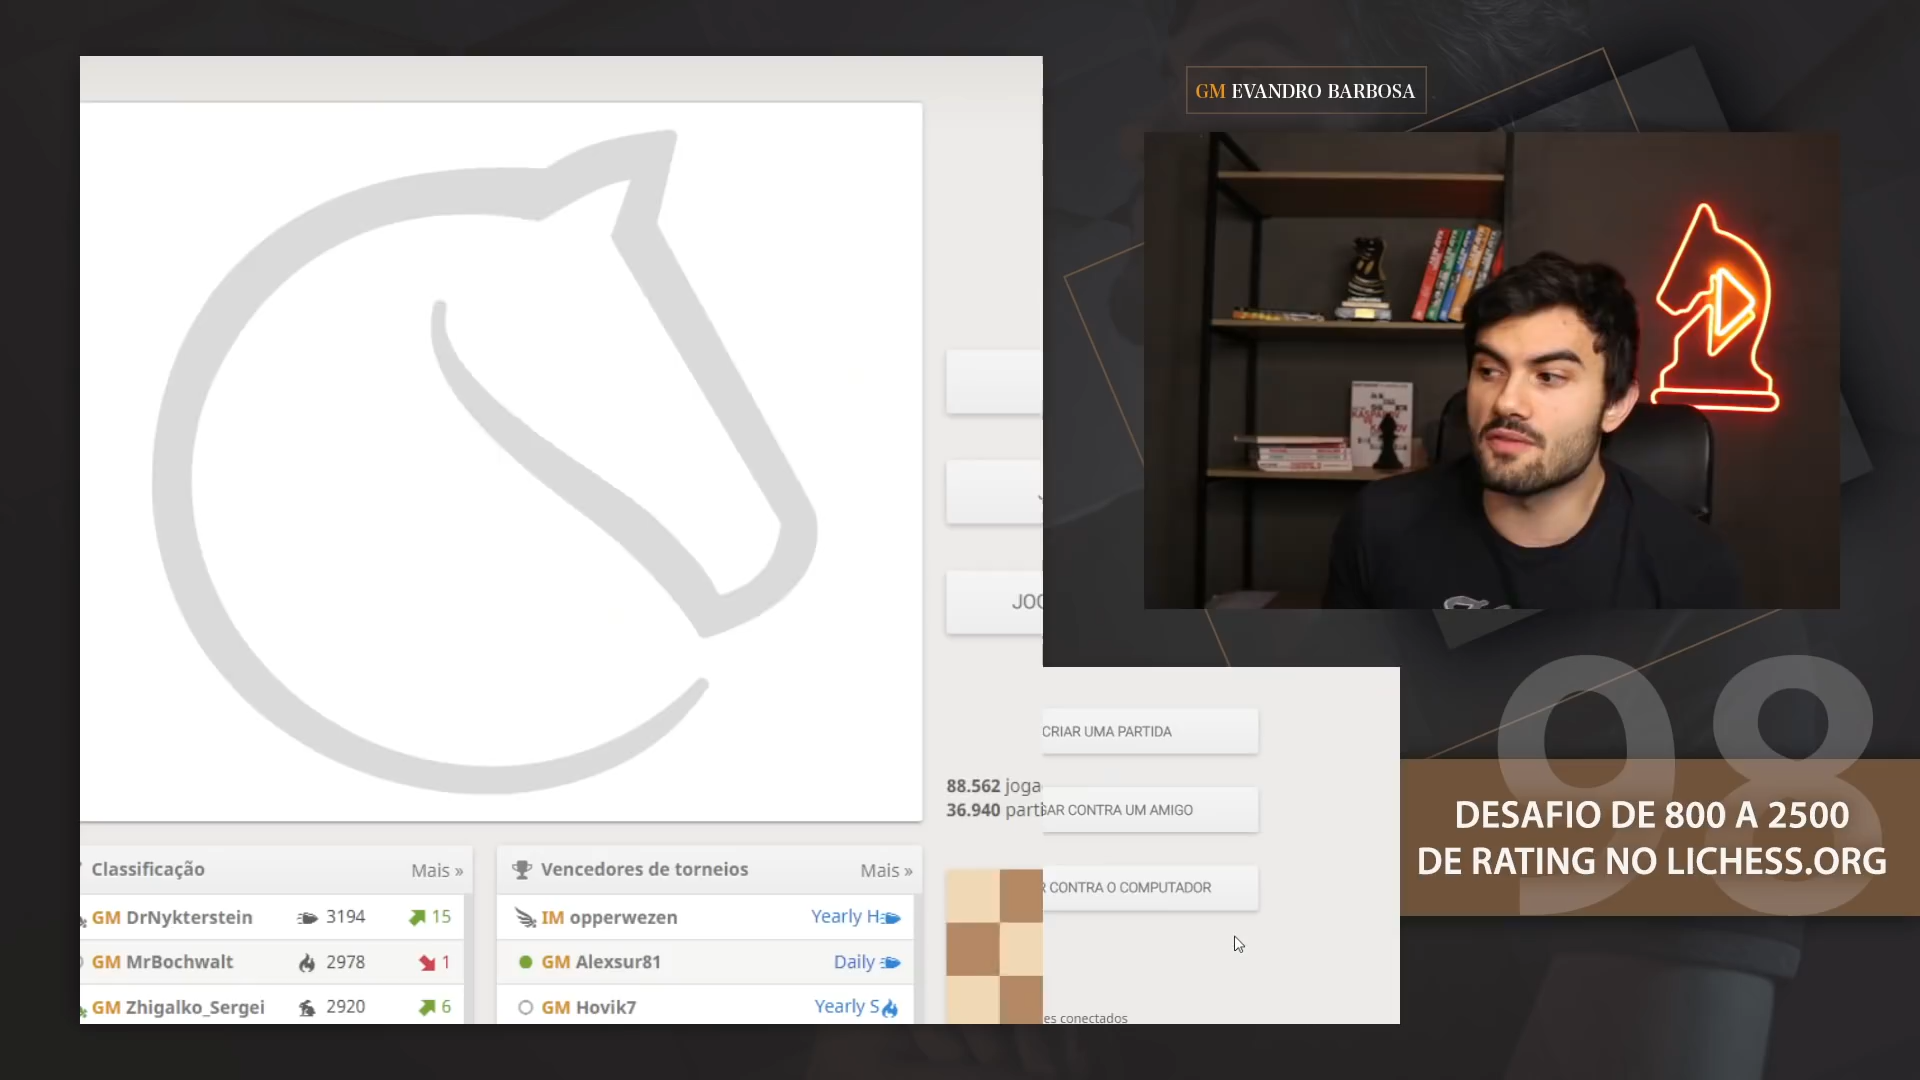 GM EVANDRO BARBOSA
JOG
88.562 joga
36.940 parti
CRIAR UMA PARTIDA
GAR CONTRA UM AMIGO
R CONTRA O COMPUTADOR
es conectados
Classificação Mais »
GM DrNykterstein 3194 15
GM MrBochwalt 2978 1
GM Zhigalko_Sergei 2920 6
Vencedores de torneios Mais »
IM opperwezen Yearly H
GM Alexsur81 Daily
GM Hovik7 Yearly S
98
DESAFIO DE 800 A 2500
DE RATING NO LICHESS.ORG